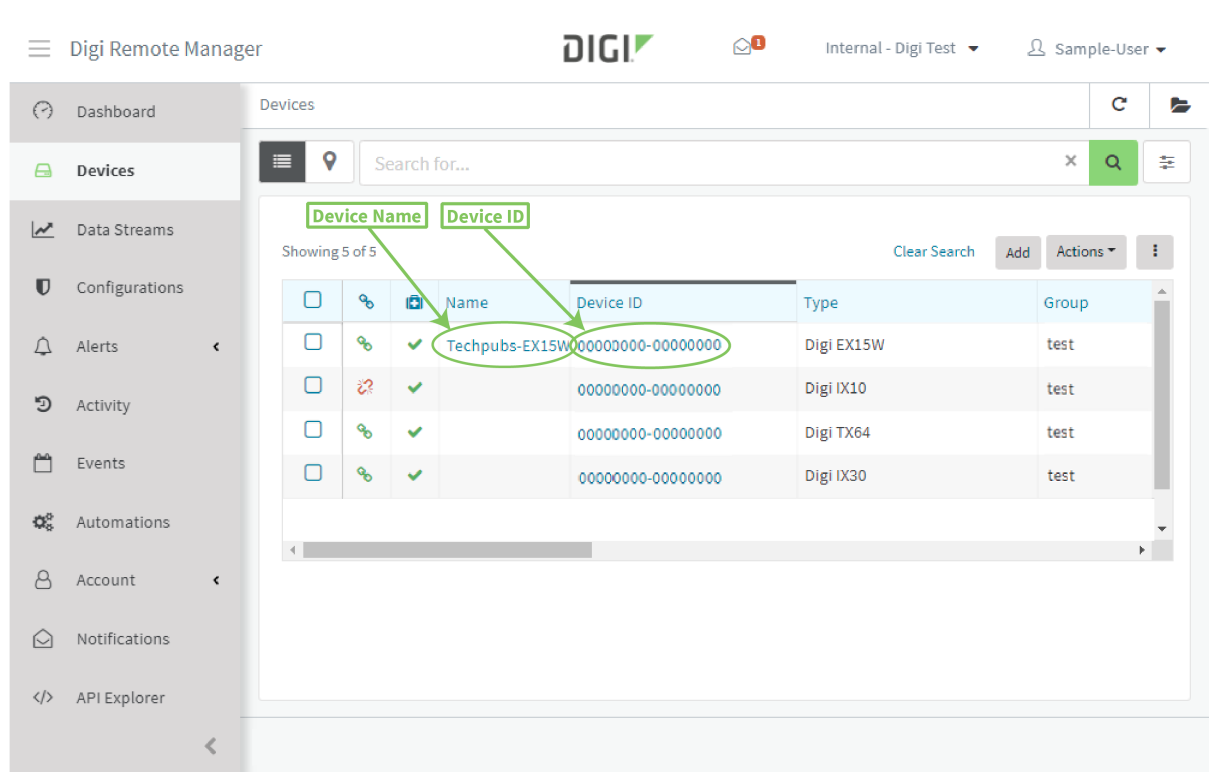 Digi Remote Manager
DIGI
1
Internal - Digi Test
Sample-User
Dashboard
Devices
Data Streams
Configurations
Alerts
Activity
Events
Automations
Account
Notifications
</> API Explorer
Devices
Search for...
Device Name Device ID
Showing 5 of 5
Clear Search Add Actions
Name Device ID Type Group
Techpubs-EX15W 00000000-00000000 Digi EX15W test
00000000-00000000 Digi IX10 test
00000000-00000000 Digi TX64 test
00000000-00000000 Digi IX30 test